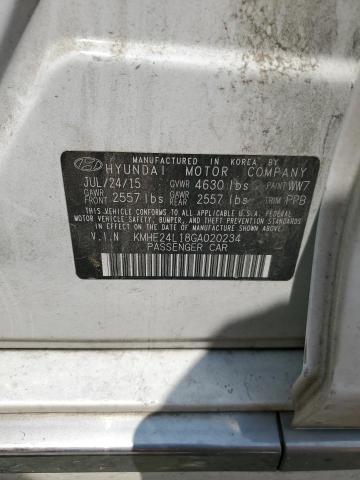 MANUFACTURED IN KOREA BY
HYUNDAI MOTOR COMPANY
JUL/24/15 GVWR 4630 lbs PAINT WW7
GAWR FRONT 2557 lbs GAWR REAR 2557 lbs TRIM PPB
THIS VEHICLE CONFORMS TO ALL APPLICABLE U.S.A. FEDERAL
MOTOR VEHICLE SAFETY, BUMPER, AND THEFT PREVENTION STANDARDS
IN EFFECT ON THE DATE OF MANUFACTURE SHOWN ABOVE.
V.I.N KMHE24L18GA020234
PASSENGER CAR